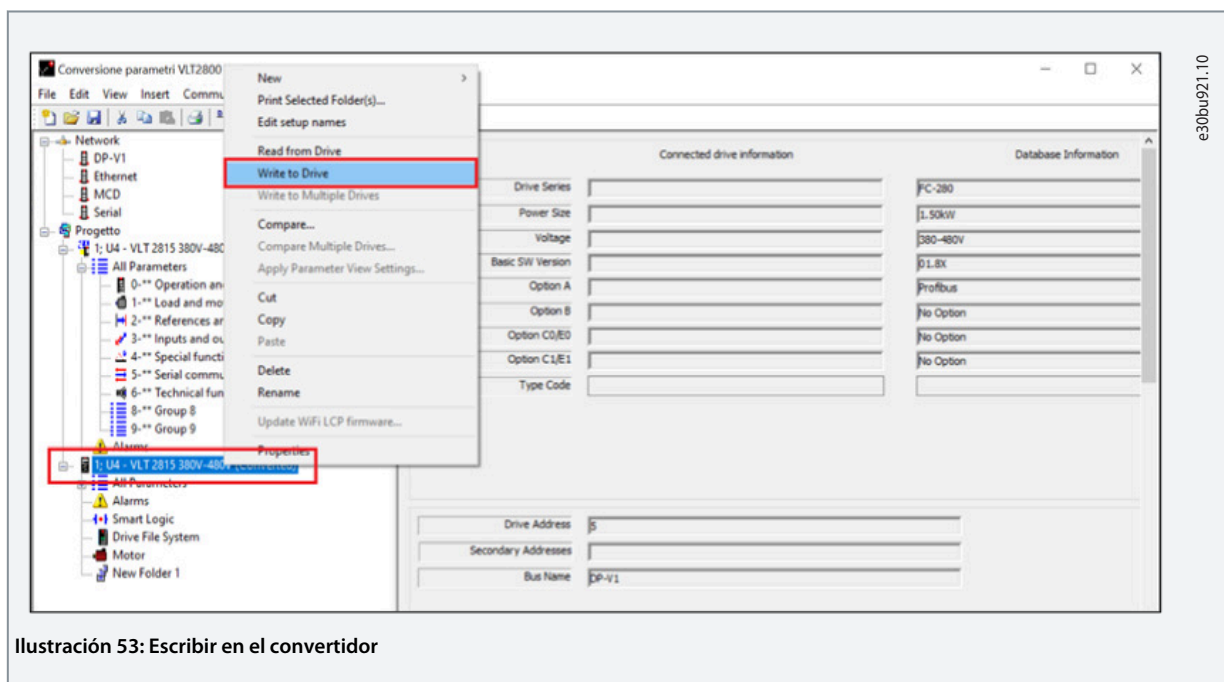 e30bu921.10
Conversione parametri VLT2800
File Edit View Insert Commu
New
Print Selected Folder(s)...
Edit setup names
Read from Drive
Write to Drive
Write to Multiple Drives
Compare...
Compare Multiple Drives...
Apply Parameter View Settings...
Cut
Copy
Paste
Delete
Rename
Update WiFi LCP firmware...
Properties
Network
DP-V1
Ethernet
MCD
Serial
Progetto
1; U4 - VLT 2815 380V-480
All Parameters
0-** Operation an
1-** Load and mo
2-** References ar
3-** Inputs and ou
4-** Special functi
5-** Serial commu
6-** Technical fun
8-** Group 8
9-** Group 9
Alarms
1; U4 - VLT 2815 380V-480V (Converted)
All Parameters
Alarms
Smart Logic
Drive File System
Motor
New Folder 1
Connected drive information Database Information
Drive Series FC-280
Power Size 1.50kW
Voltage 380-480V
Basic SW Version 01.8X
Option A Profibus
Option B No Option
Option C0/E0 No Option
Option C1/E1 No Option
Type Code
Drive Address 5
Secondary Addresses
Bus Name DP-V1
Ilustración 53: Escribir en el convertidor